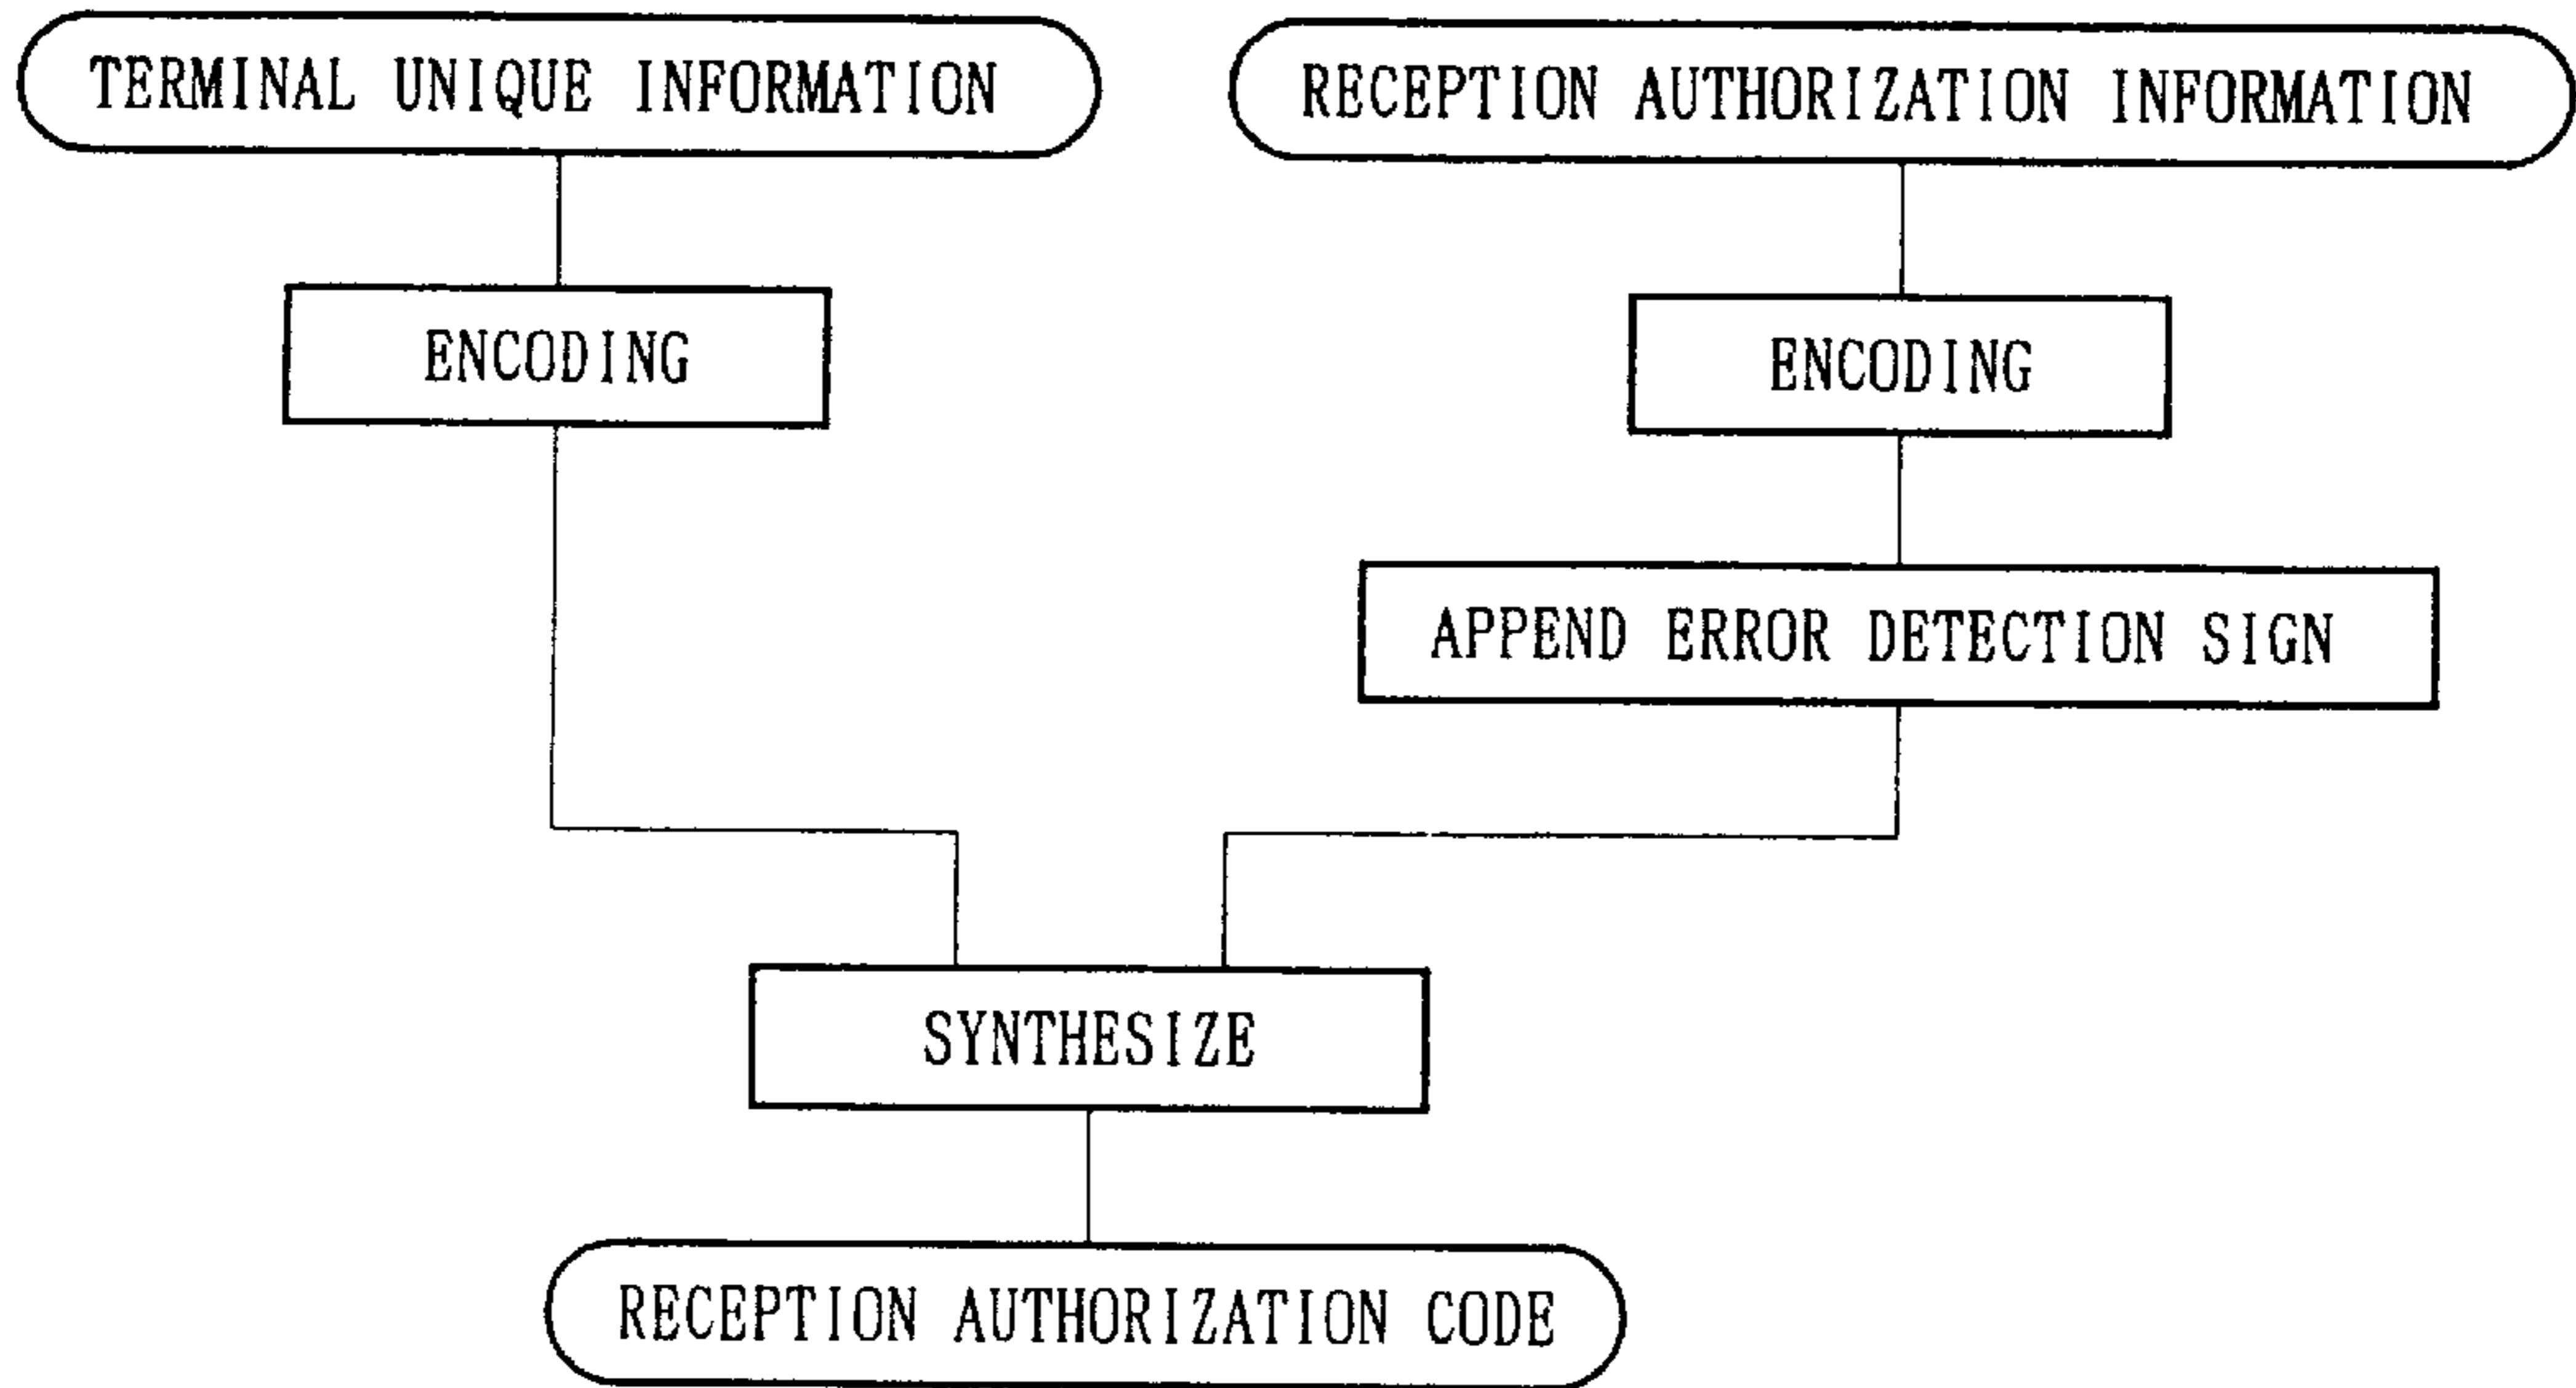 TERMINAL UNIQUE INFORMATION
RECEPTION AUTHORIZATION INFORMATION
ENCODING
ENCODING
APPEND ERROR DETECTION SIGN
SYNTHESIZE
RECEPTION AUTHORIZATION CODE